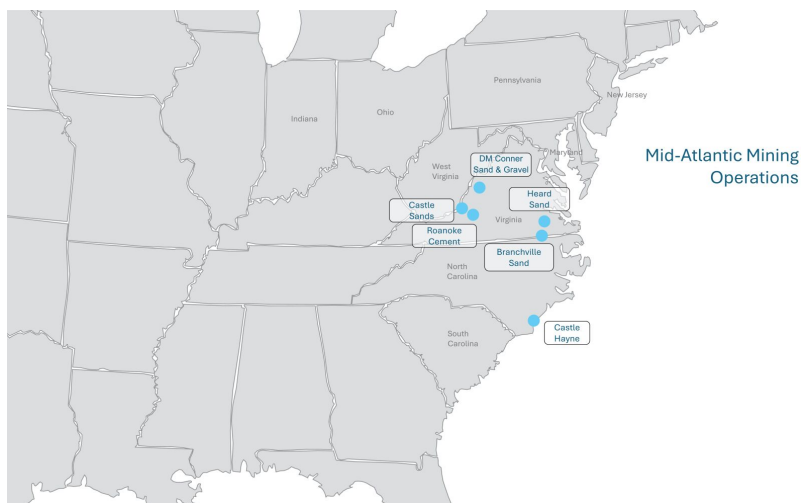 Pennsylvania
New Jersey
Ohio
Indiana
Maryland
Mid-Atlantic Mining
Operations
West
Virginia
DM Conner
Sand & Gravel
Castle
Sands
Heard
Sand
Virginia
Roanoke
Cement
Branchville
Sand
North
Carolina
Castle
Hayne
South
Carolina